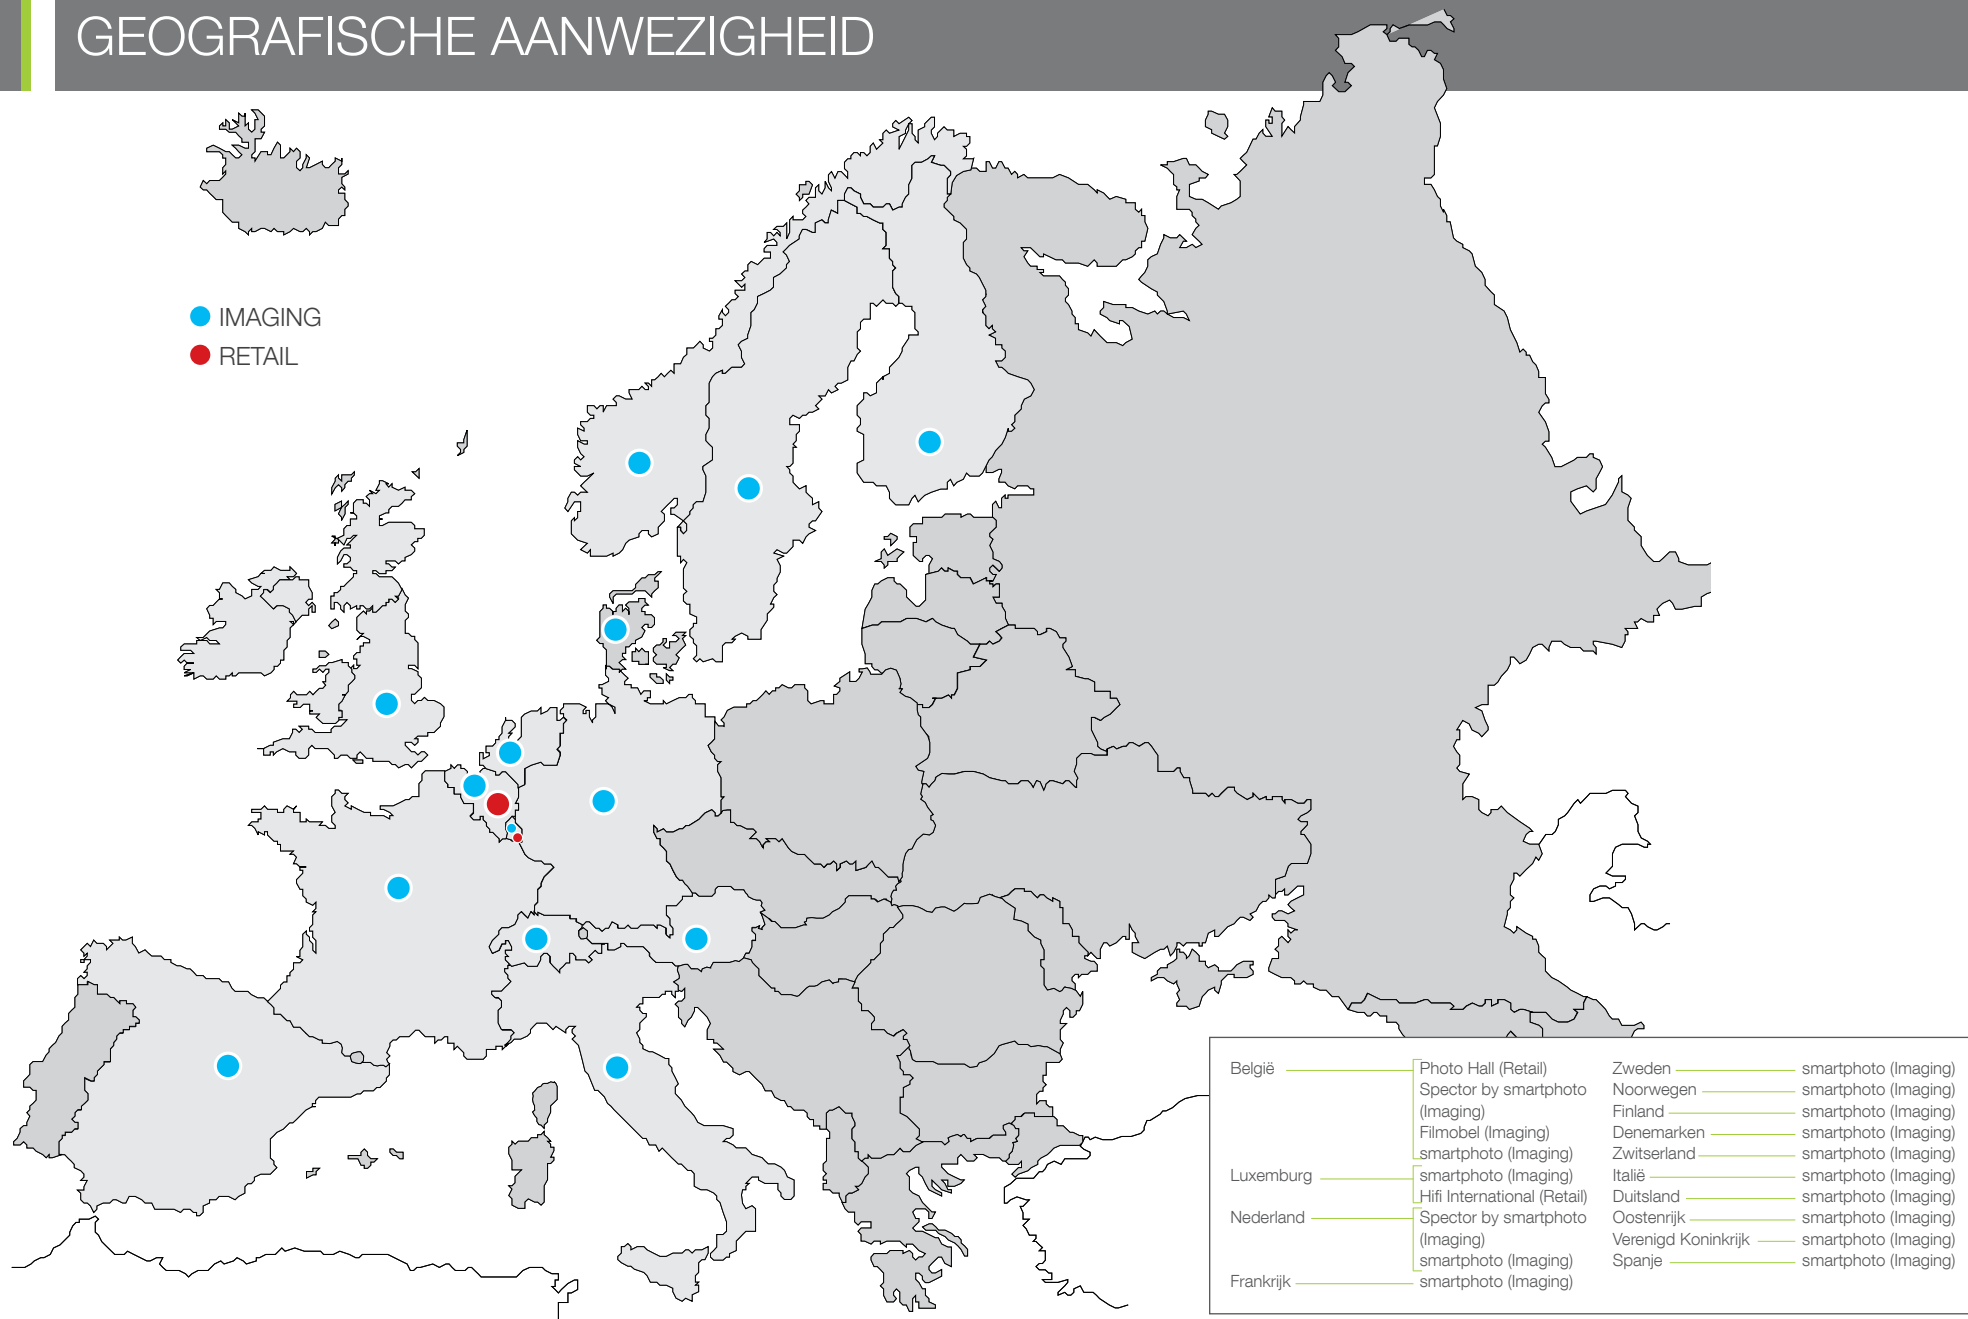 GEOGRAFISCHE AANWEZIGHEID
IMAGING
RETAIL
België
Photo Hall (Retail)
Spector by smartphoto
(Imaging)
Filmobel (Imaging)
smartphoto (Imaging)
Luxemburg
smartphoto (Imaging)
Hifi International (Retail)
Nederland
Spector by smartphoto
(Imaging)
smartphoto (Imaging)
Frankrijk smartphoto (Imaging)
Zweden smartphoto (Imaging)
Noorwegen smartphoto (Imaging)
Finland smartphoto (Imaging)
Denemarken smartphoto (Imaging)
Zwitserland smartphoto (Imaging)
Italië smartphoto (Imaging)
Duitsland smartphoto (Imaging)
Oostenrijk smartphoto (Imaging)
Verenigd Koninkrijk smartphoto (Imaging)
Spanje smartphoto (Imaging)